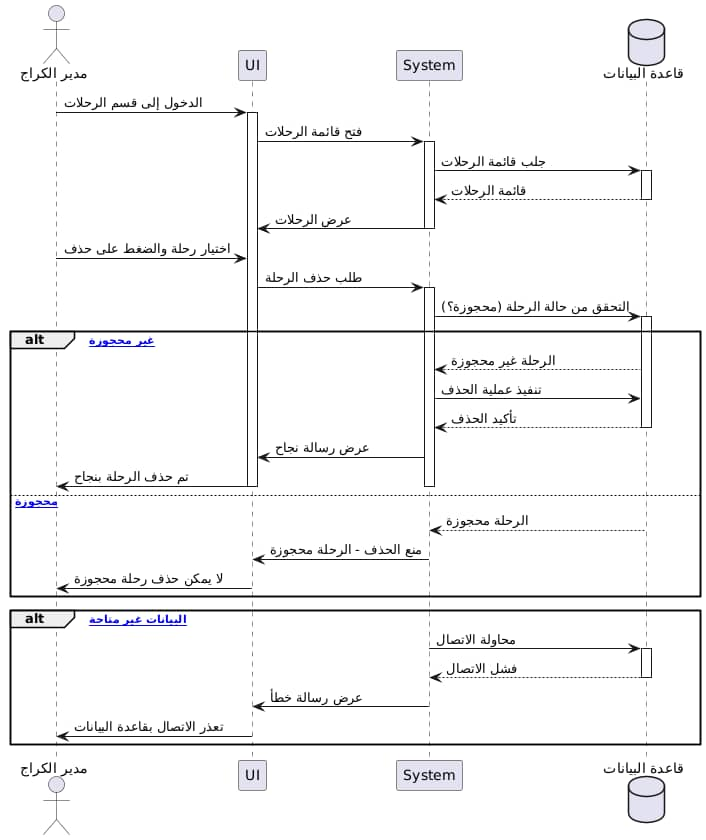 مدير الكراج
UI
System
قاعدة البيانات
الدخول إلى قسم الرحلات
فتح قائمة الرحلات
جلب قائمة الرحلات
قائمة الرحلات
عرض الرحلات
اختيار رحلة والضغط على حذف
طلب حذف الرحلة
التحقق من حالة الرحلة (محجوزة؟)
alt
غير محجوزة
الرحلة غير محجوزة
تنفيذ عملية الحذف
تأكيد الحذف
عرض رسالة نجاح
تم حذف الرحلة بنجاح
محجوزة
الرحلة محجوزة
منع الحذف - الرحلة محجوزة
لا يمكن حذف رحلة محجوزة
alt
البيانات غير متاحة
محاولة الاتصال
فشل الاتصال
عرض رسالة خطأ
تعذر الاتصال بقاعدة البيانات
مدير الكراج
UI
System
قاعدة البيانات